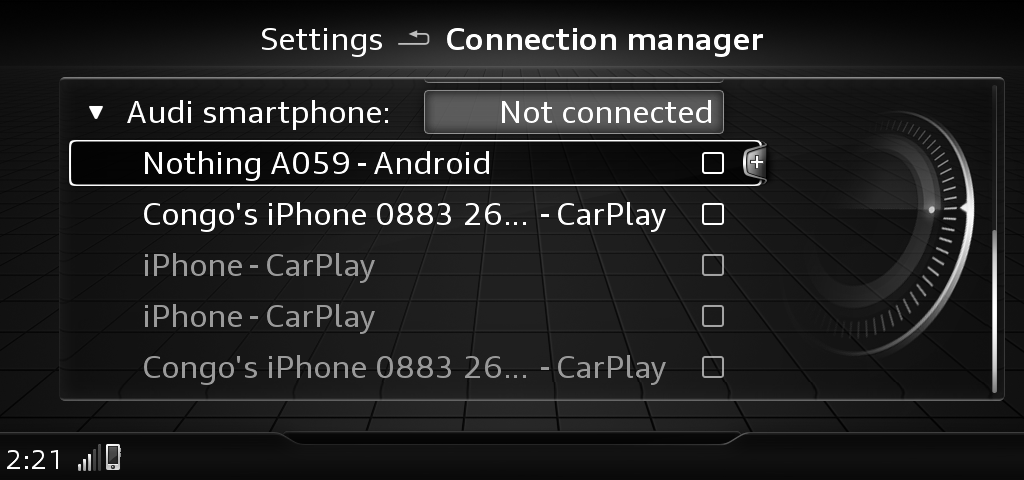 Settings Connection manager
Audi smartphone: Not connected
Nothing A059 - Android
Congo's iPhone 0883 26... - CarPlay
iPhone - CarPlay
iPhone - CarPlay
Congo's iPhone 0883 26... - CarPlay
2:21